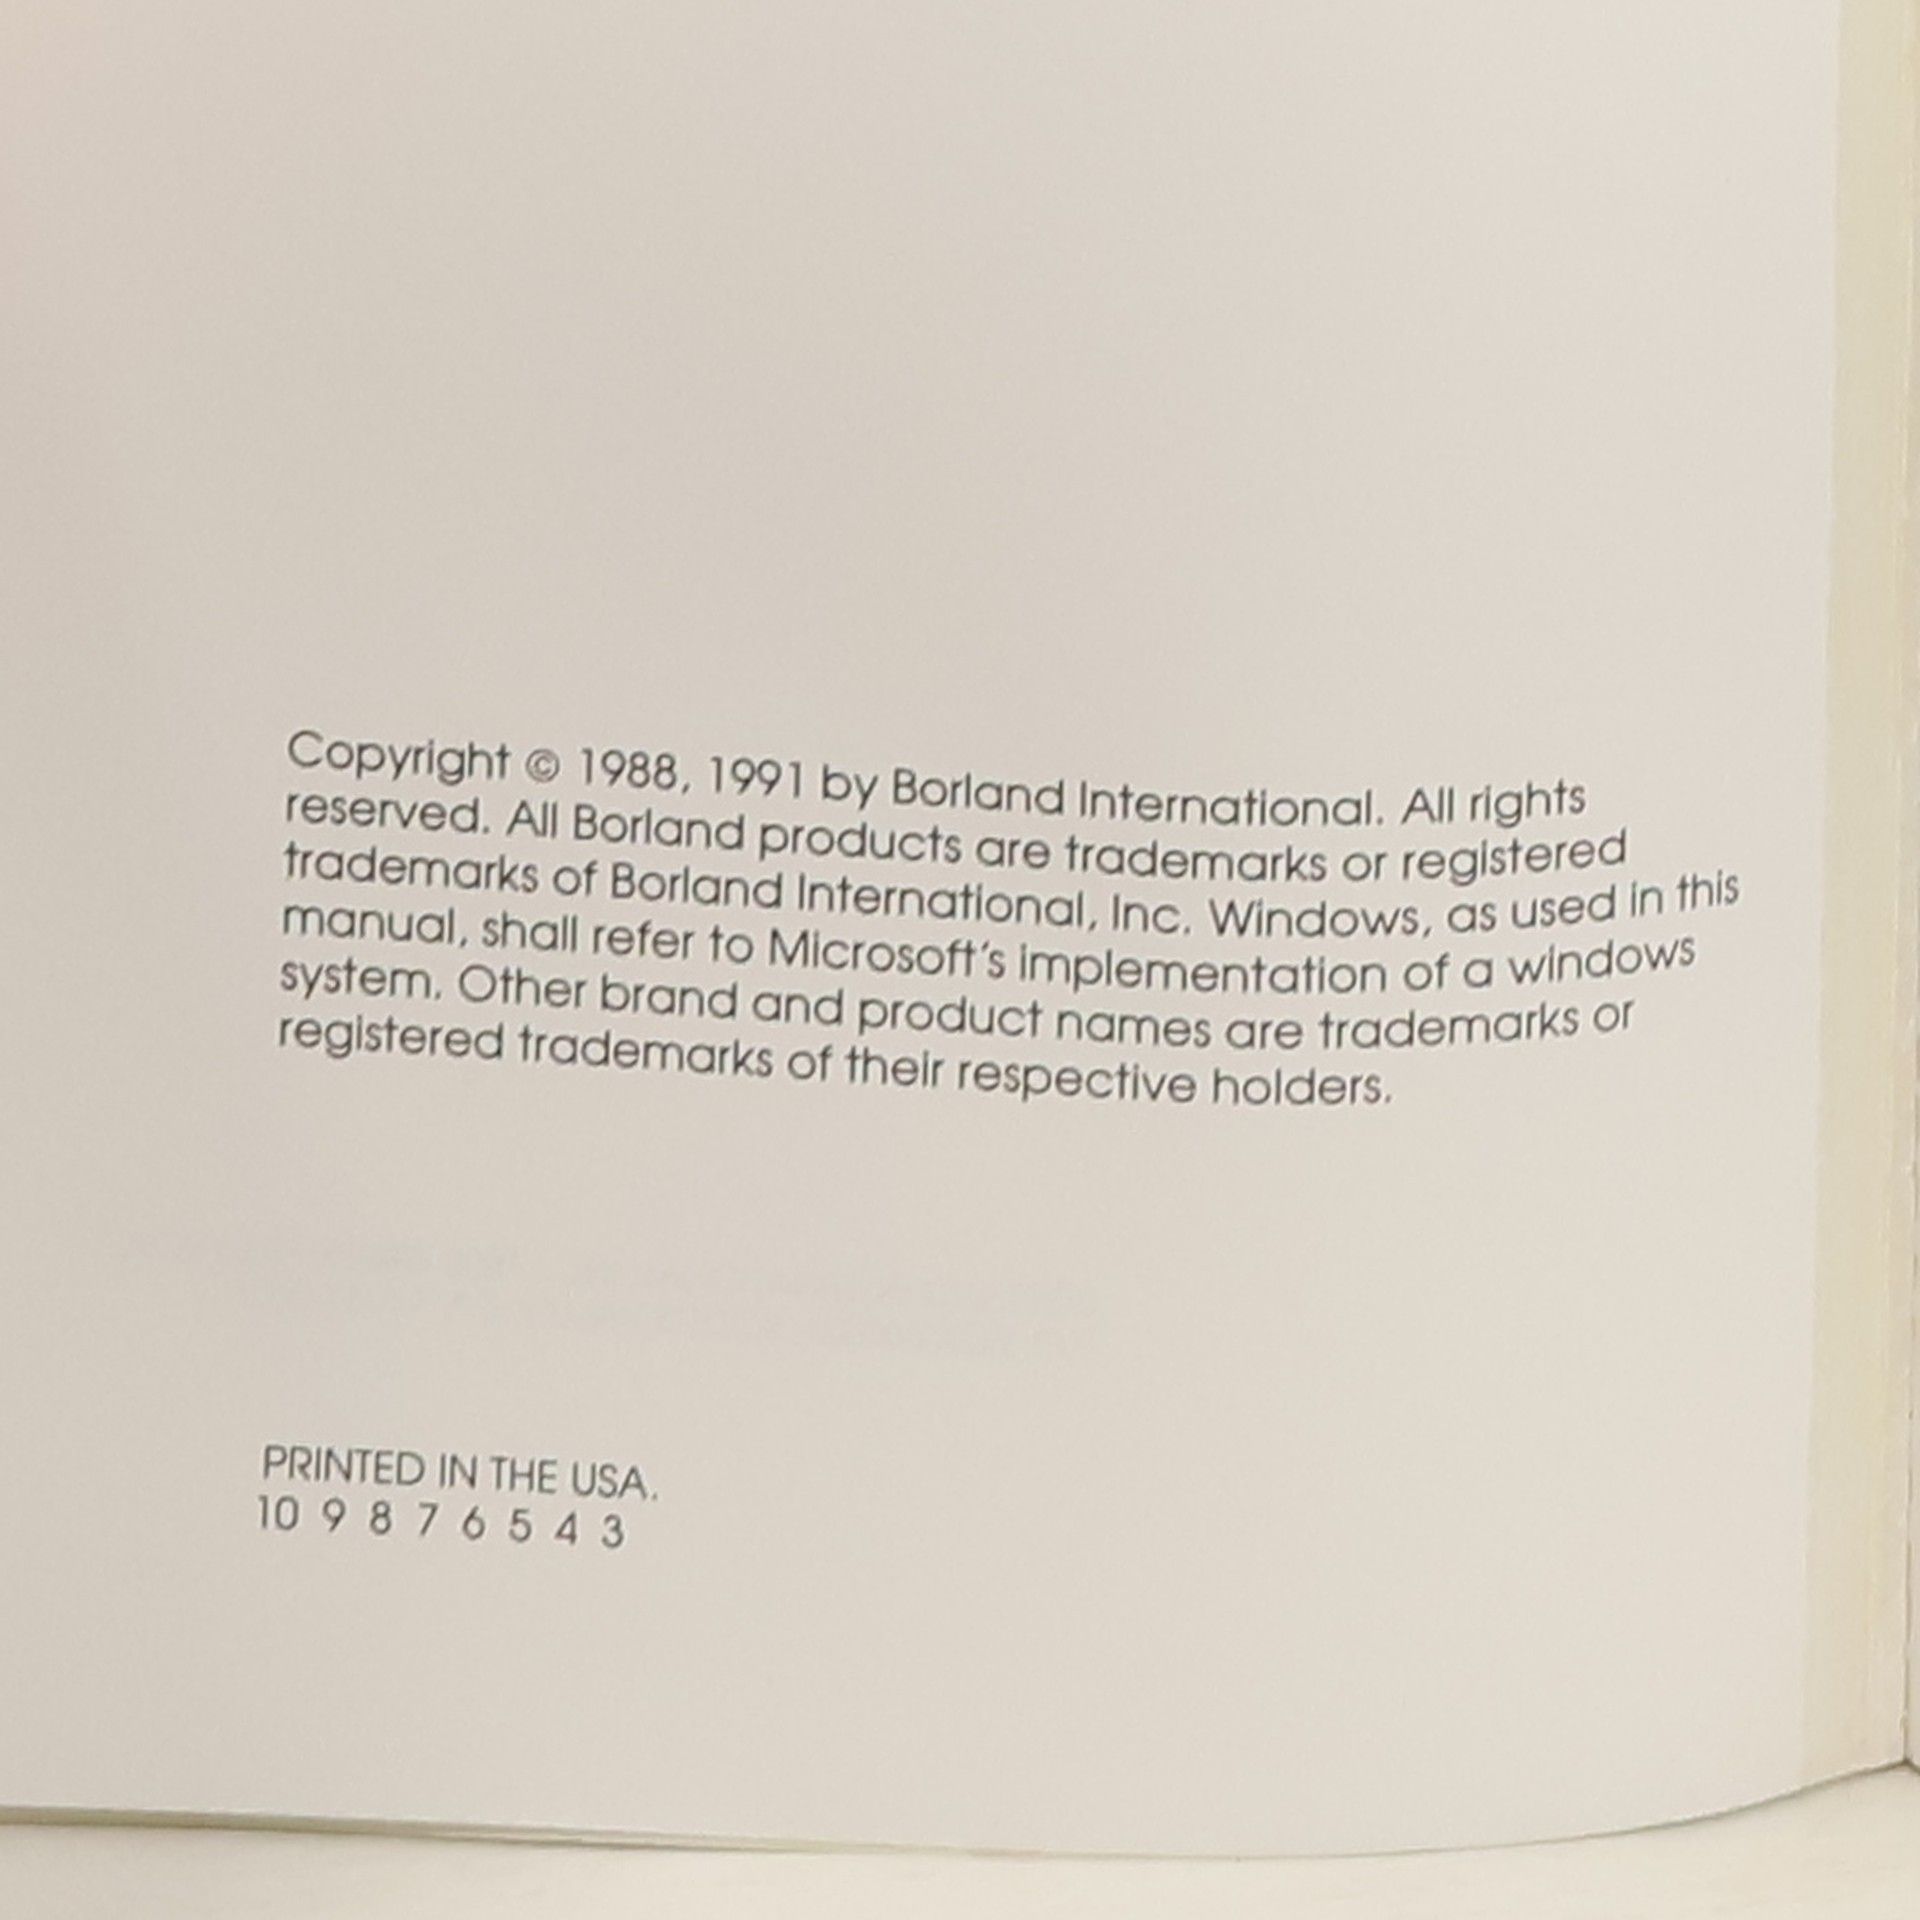 Copyright © 1988, 1991 by Borland International. All rights
reserved. All Borland products are trademarks or registered
trademarks of Borland International, Inc. Windows, as used in this
manual, shall refer to Microsoft's implementation of a windows
system. Other brand and product names are trademarks or
registered trademarks of their respective holders.
PRINTED IN THE USA.
10 9 8 7 6 5 4 3